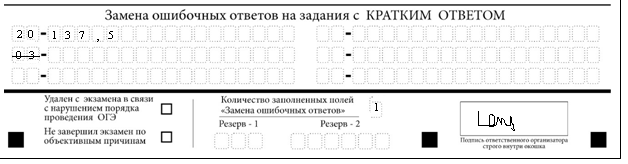 Замена ошибочных ответов на задания с КРАТКИМ ОТВЕТОМ
20-137,5 -
03- -
- -
Удален с экзамена в связи
с нарушением порядка
проведения ОГЭ
Не завершил экзамен по
объективным причинам
Количество заполненных полей
«Замена ошибочных ответов» 1
Резерв - 1 Резерв - 2
Подпись ответственного организатора
строго внутри окошка